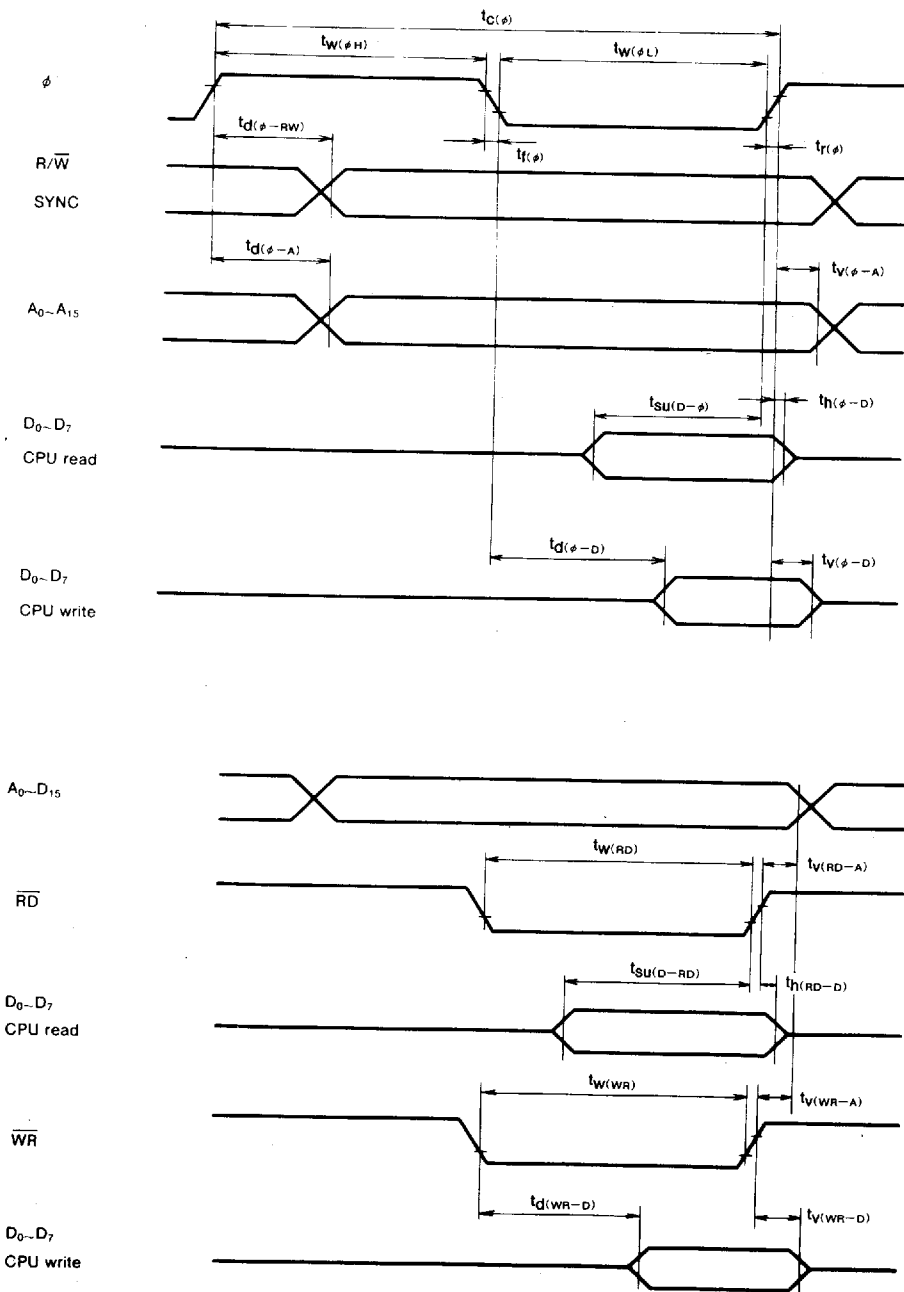 tC(φ)
tW(φH) tW(φL)
φ
td(φ−RW) tf(φ) tr(φ)
R/W̅
SYNC
td(φ−A) tV(φ−A)
A0~A15
tSU(D−φ) th(φ−D)
D0~D7
CPU read
td(φ−D) tV(φ−D)
D0~D7
CPU write
A0~D15
tW(RD) tV(RD−A)
R̅D̅
tSU(D−RD) th(RD−D)
D0~D7
CPU read
tW(WR) tV(WR−A)
W̅R̅
td(WR−D) tV(WR−D)
D0~D7
CPU write